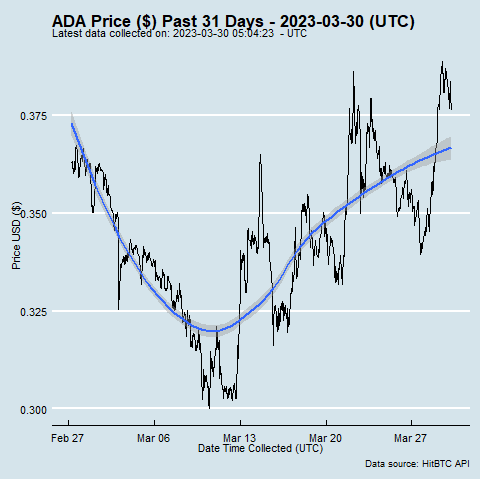 ADA Price ($) Past 31 Days - 2023-03-30 (UTC)
Latest data collected on: 2023-03-30 05:04:23 - UTC
0.375
0.350
0.325
0.300
Price USD ($)
Feb 27 Mar 06 Mar 13 Mar 20 Mar 27
Date Time Collected (UTC)
Data source: HitBTC API